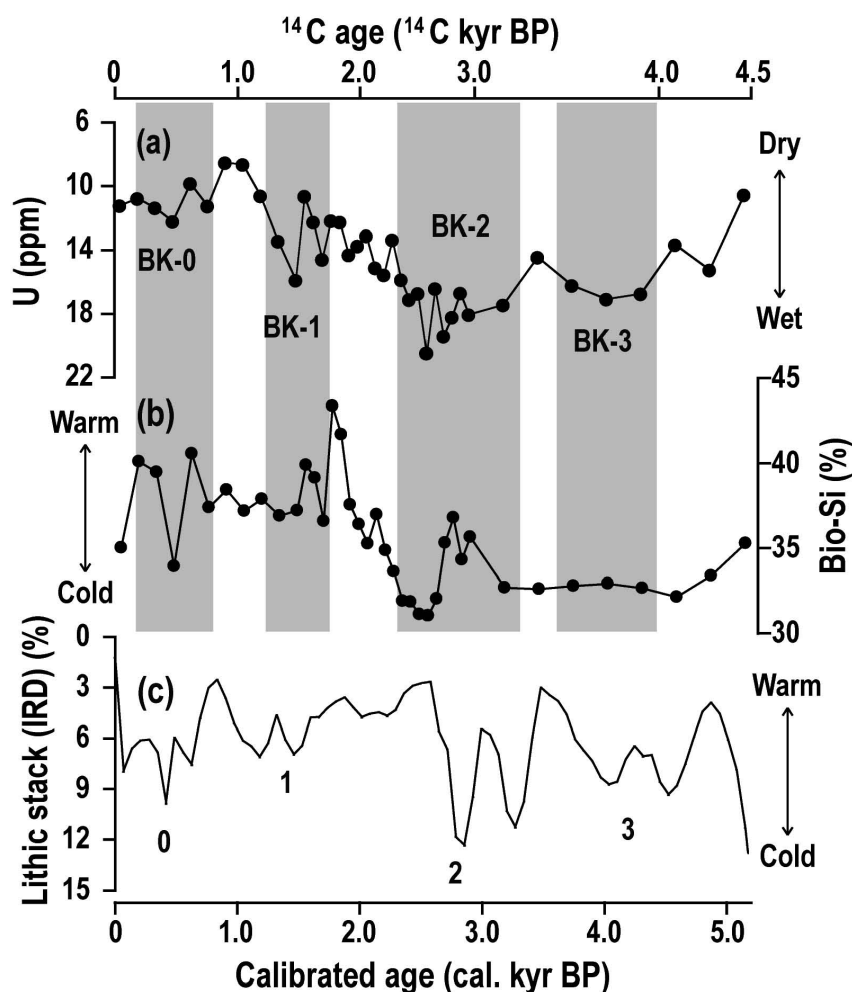 ¹⁴C age (¹⁴C kyr BP)
0 1.0 2.0 3.0 4.0 4.5
6
10
14
18
22
U (ppm)
(a)
BK-0
BK-1
BK-2
BK-3
Dry
Wet
(b)
Warm
Cold
45
40
35
30
Bio-Si (%)
0
3
6
9
12
15
Lithic stack (IRD) (%)
(c)
0
1
2
3
Warm
Cold
0 1.0 2.0 3.0 4.0 5.0
Calibrated age (cal. kyr BP)